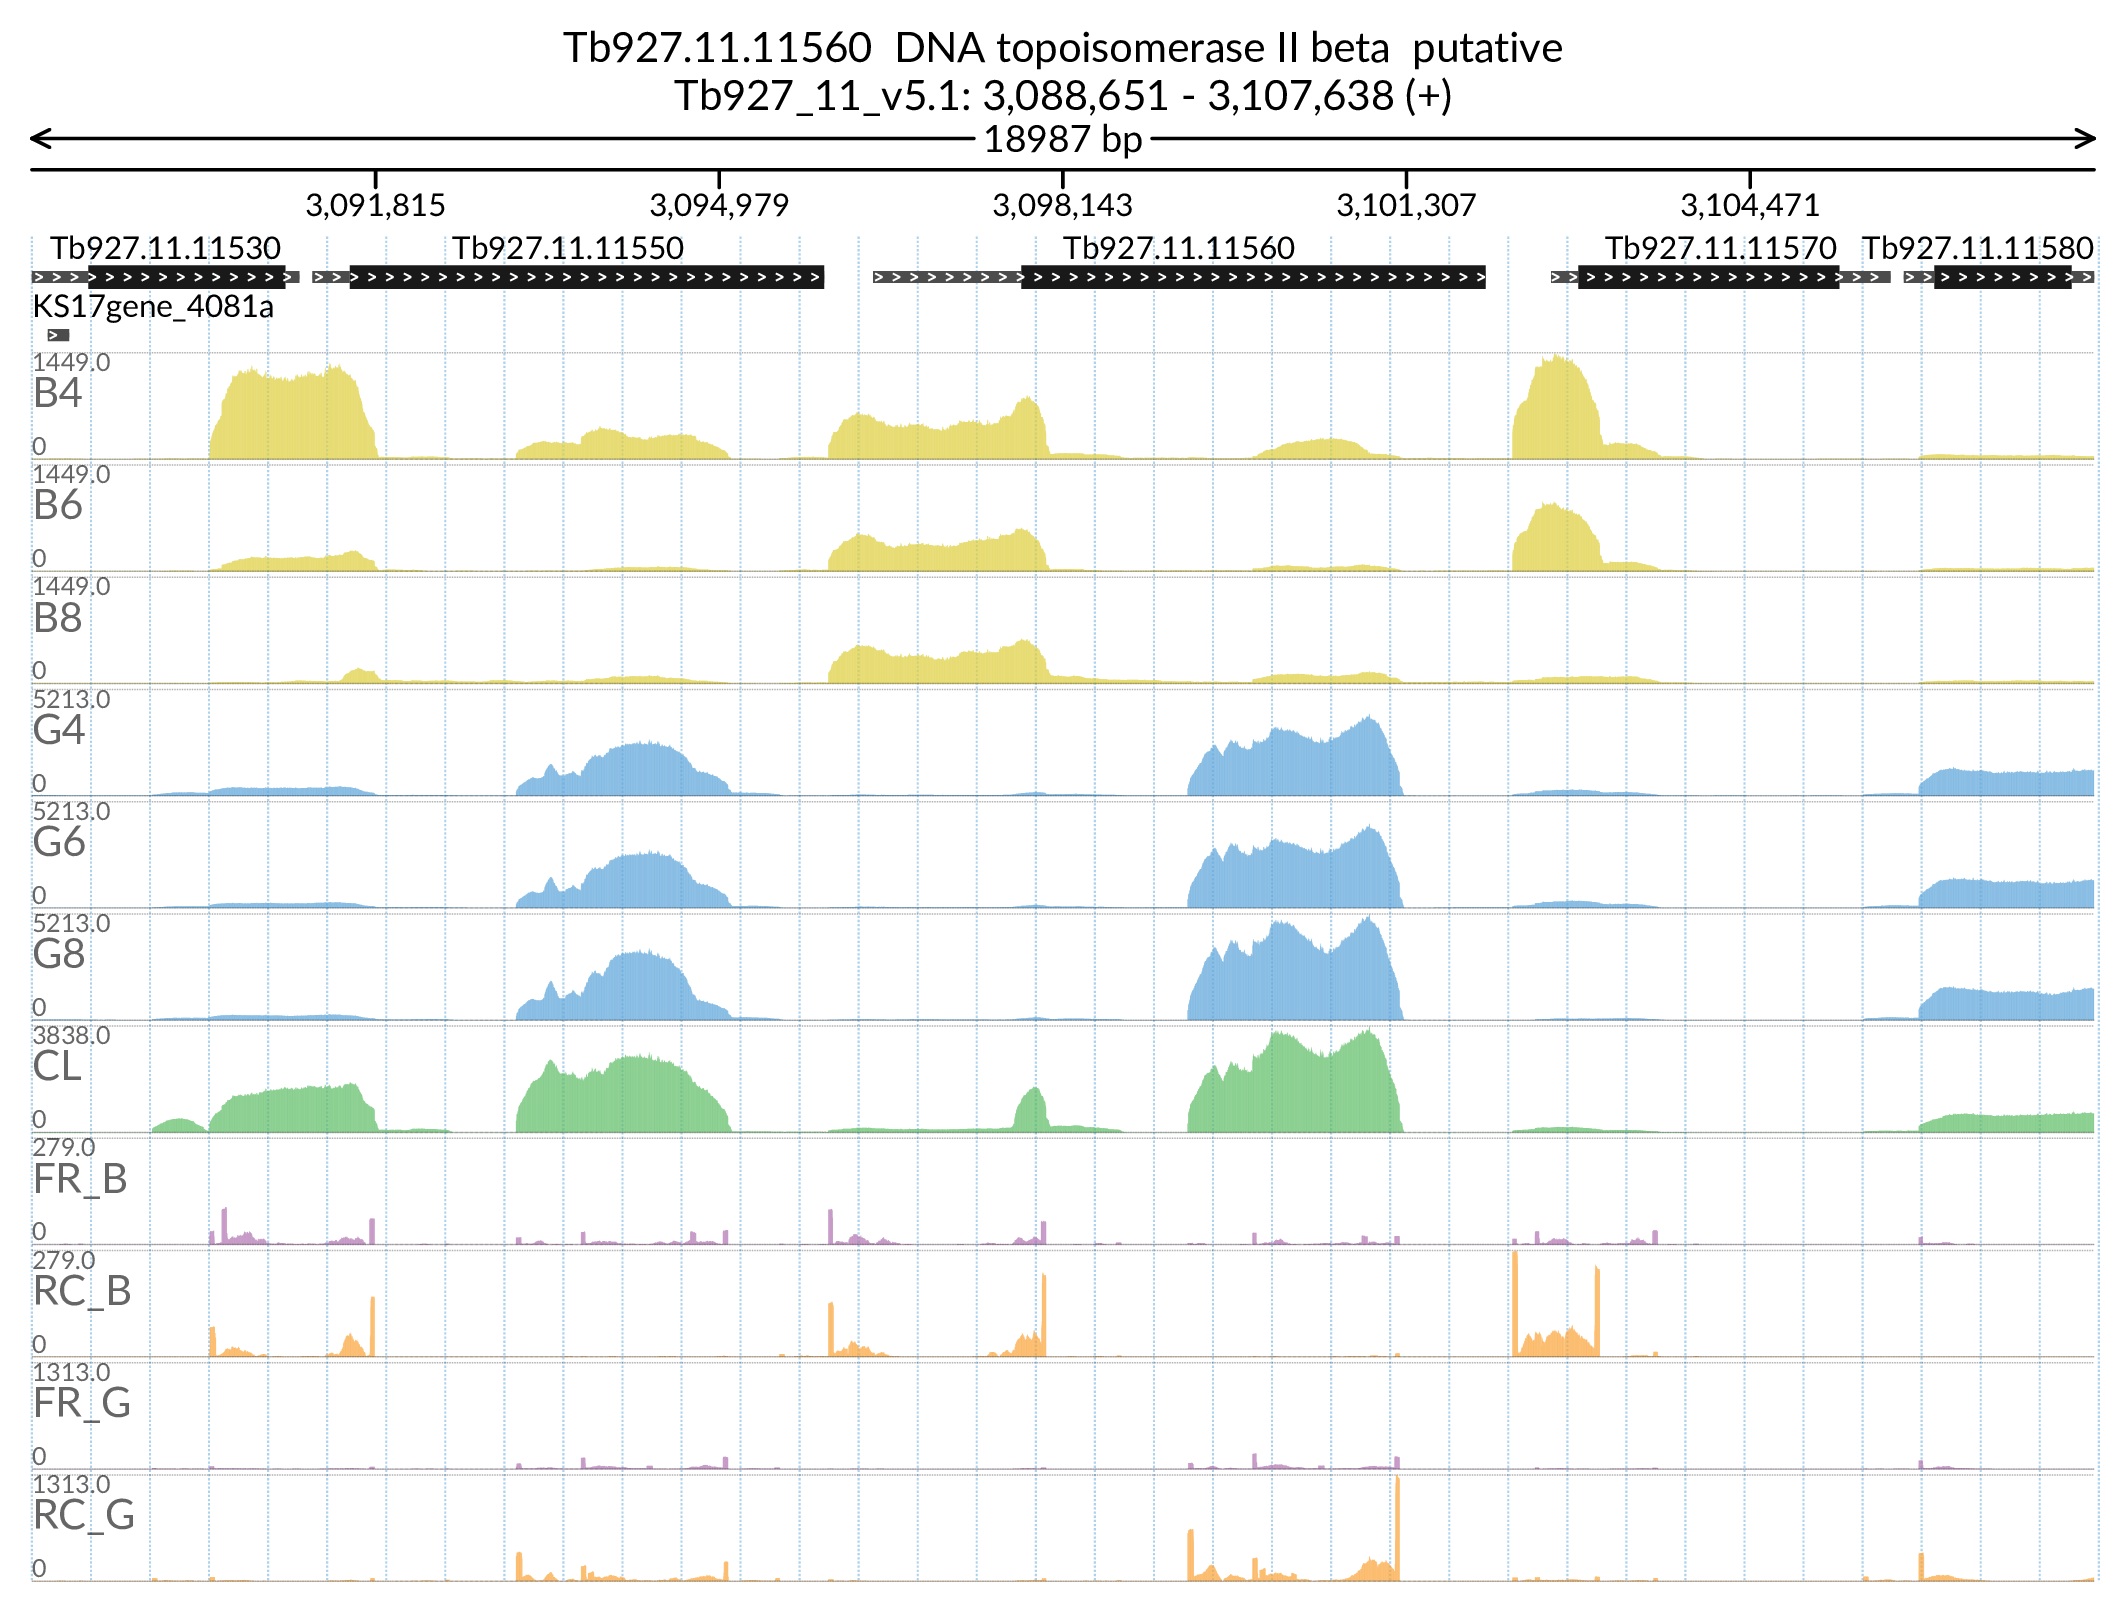 Tb927.11.11560 DNA topoisomerase II beta putative
Tb927_11_v5.1: 3,088,651 - 3,107,638 (+)
18987 bp
3,091,815 3,094,979 3,098,143 3,101,307 3,104,471
Tb927.11.11530 Tb927.11.11550 Tb927.11.11560 Tb927.11.11570 Tb927.11.11580
KS17gene_4081a
1449.0
B4
0
1449.0
B6
0
1449.0
B8
0
5213.0
G4
0
5213.0
G6
0
5213.0
G8
0
3838.0
CL
0
279.0
FR_B
0
279.0
RC_B
0
1313.0
FR_G
0
1313.0
RC_G
0